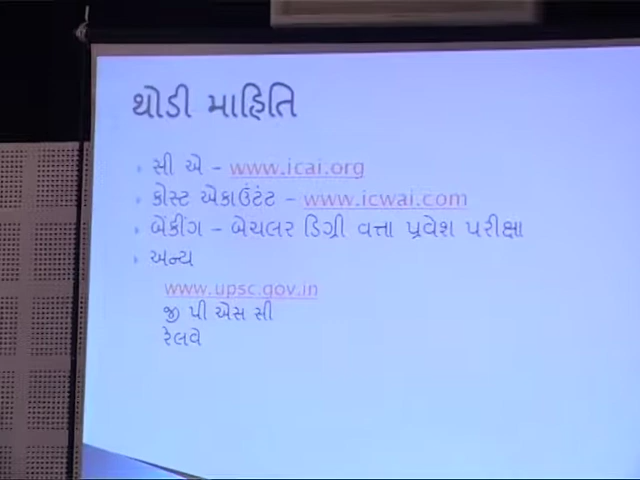 થોડી માહિતિ
સી એ - www.icai.org
કોસ્ટ એકાઉંટંટ - www.icwai.com
બેંકીંગ - બેચલર ડિગ્રી વત્તા પ્રવેશ પરીક્ષા
અન્ય
www.upsc.gov.in
જી પી એસ સી
રેલવે